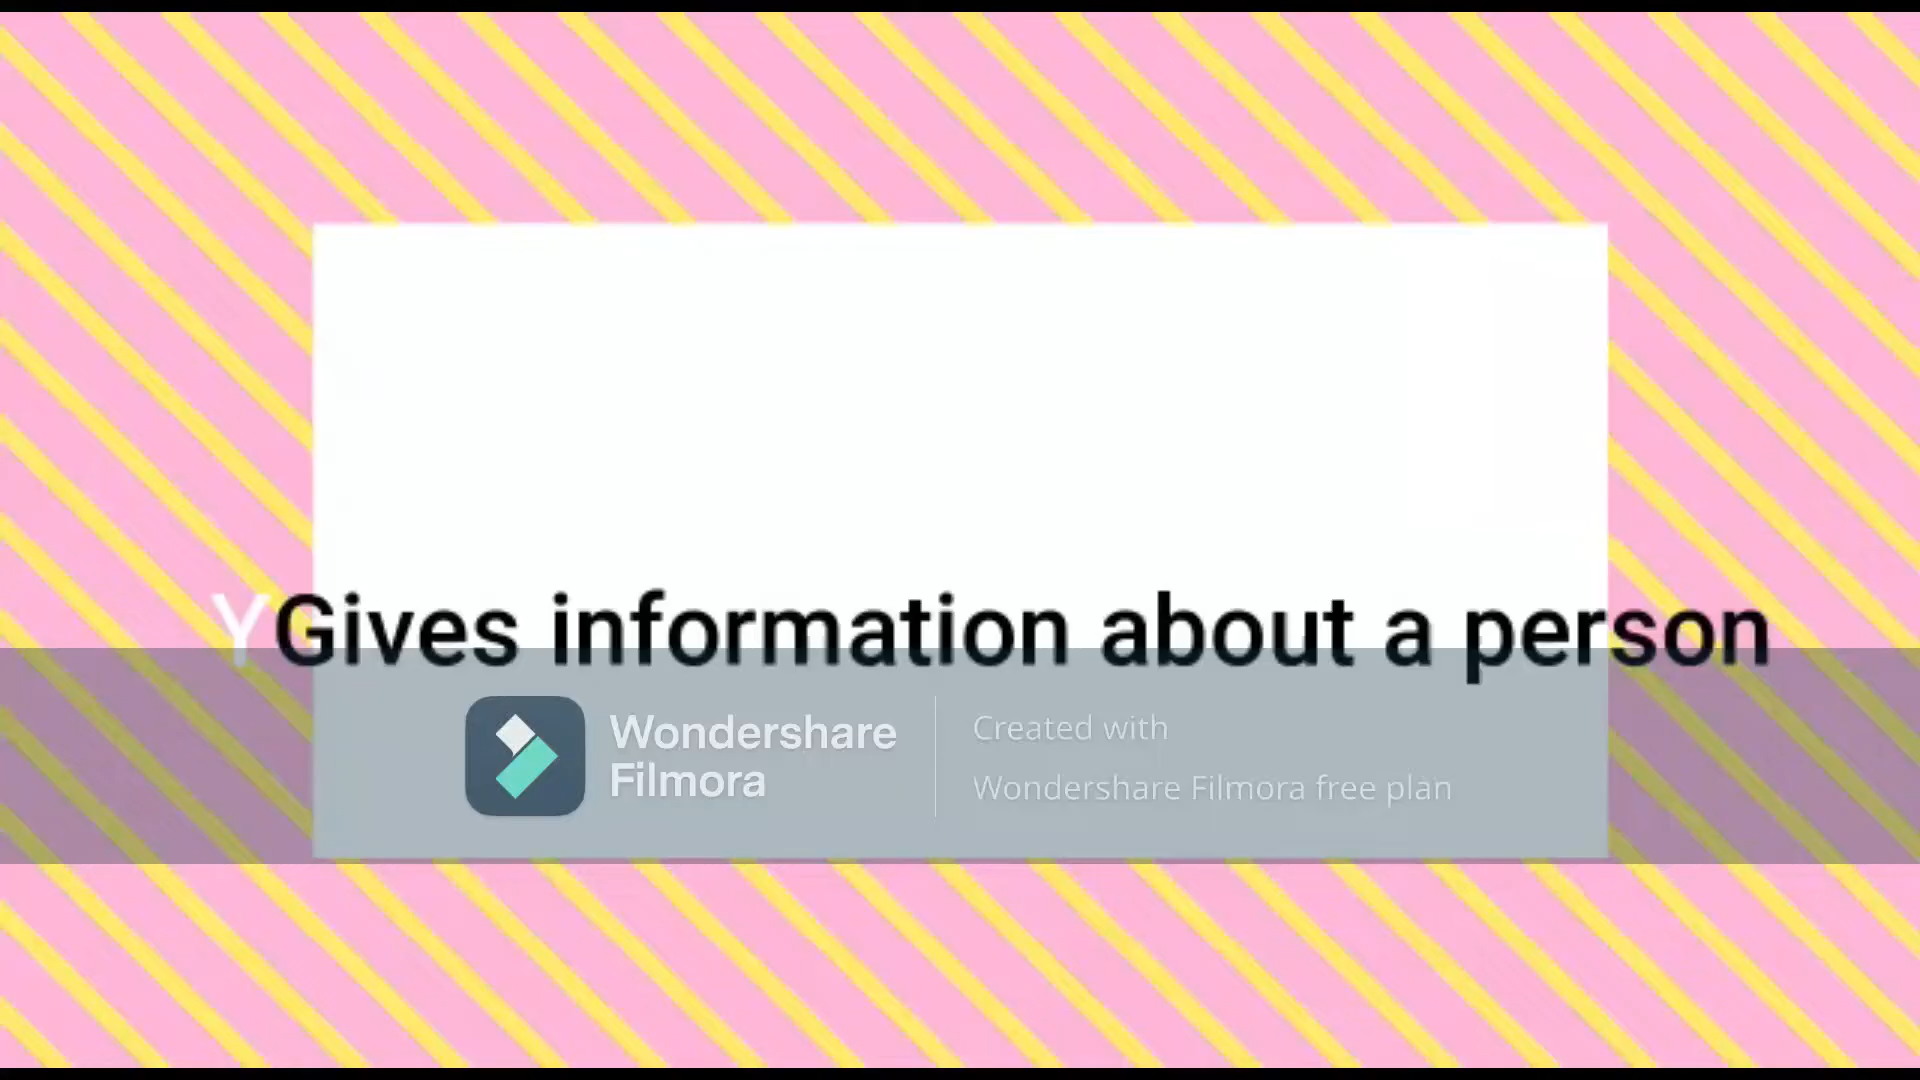 YGives information about a person
Wondershare
Filmora
Created with
Wondershare Filmora free plan